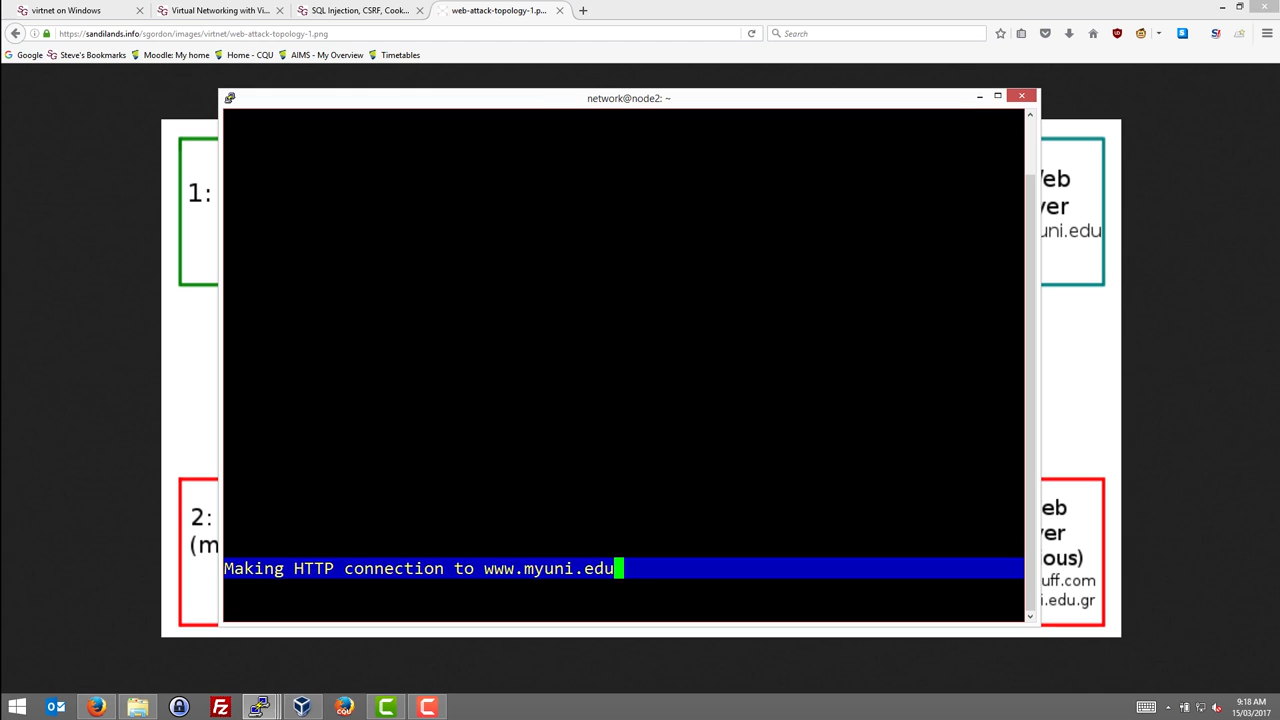 virtnet on Windows
Virtual Networking with Vi...
SQL Injection, CSRF, Cook...
web-attack-topology-1.p...
https://sandilands.info/sgordon/images/virtnet/web-attack-topology-1.png
Search
Google
Steve's Bookmarks
Moodle: My home
Home - CQU
AIMS - My Overview
Timetables
network@node2: ~
1:
eb
ver
uni.edu
2:
(m
Making HTTP connection to www.myuni.edu
eb
ver
ous)
uff.com
i.edu.gr
9:18 AM
15/03/2017